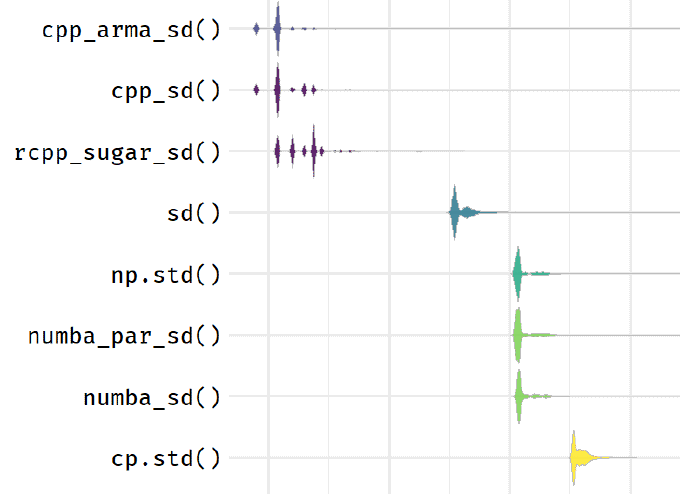 cpp_arma_sd()
cpp_sd()
rcpp_sugar_sd()
sd()
np.std()
numba_par_sd()
numba_sd()
cp.std()